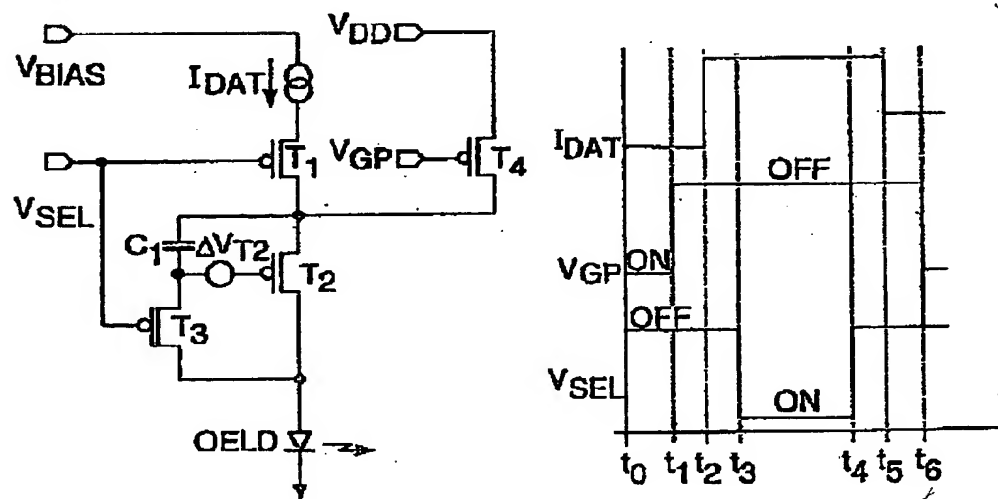 VBIAS
IDAT
VDD
VSEL
T1
VGP
T4
C1
ΔVT2
T2
T3
OELD
IDAT
OFF
VGP
ON
OFF
VSEL
ON
t0 t1 t2 t3 t4 t5 t6